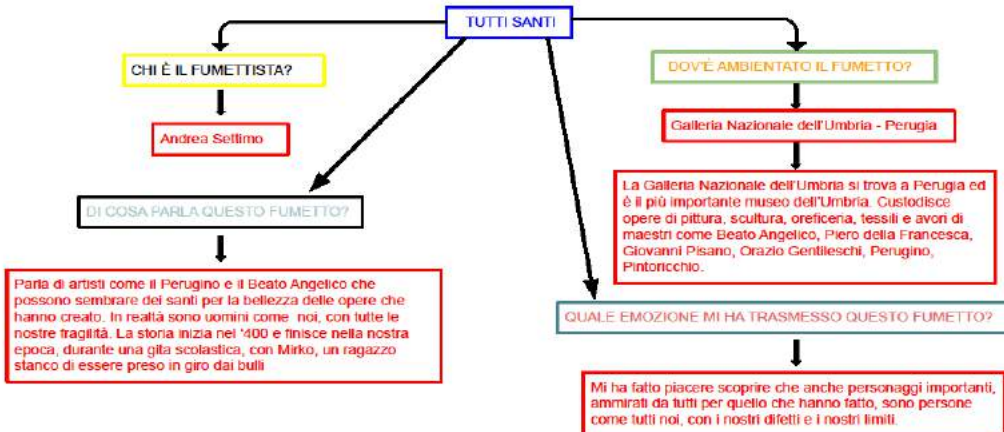 TUTTI SANTI
CHI È IL FUMETTISTA?
Andrea Settimo
DI COSA PARLA QUESTO FUMETTO?
Parla di artisti come il Perugino e il Beato Angelico che
possono sembrare dei santi per la bellezza delle opere che
hanno creato. In realtà sono uomini come noi, con tutte le
nostre fragilità. La storia inizia nel '400 e finisce nella nostra
epoca, durante una gita scolastica, con Mirko, un ragazzo
stanco di essere preso in giro dai bulli
DOV'È AMBIENTATO IL FUMETTO?
Galleria Nazionale dell'Umbria - Perugia
La Galleria Nazionale dell'Umbria si trova a Perugia ed
è il più importante museo dell'Umbria. Custodisce
opere di pittura, scultura, oreficeria, tessili e avori di
maestri come Beato Angelico, Piero della Francesca,
Giovanni Pisano, Orazio Gentileschi, Perugino,
Pintoricchio.
QUALE EMOZIONE MI HA TRASMESSO QUESTO FUMETTO?
Mi ha fatto piacere scoprire che anche personaggi importanti,
ammirati da tutti per quello che hanno fatto, sono persone
come tutti noi, con i nostri difetti e i nostri limiti.